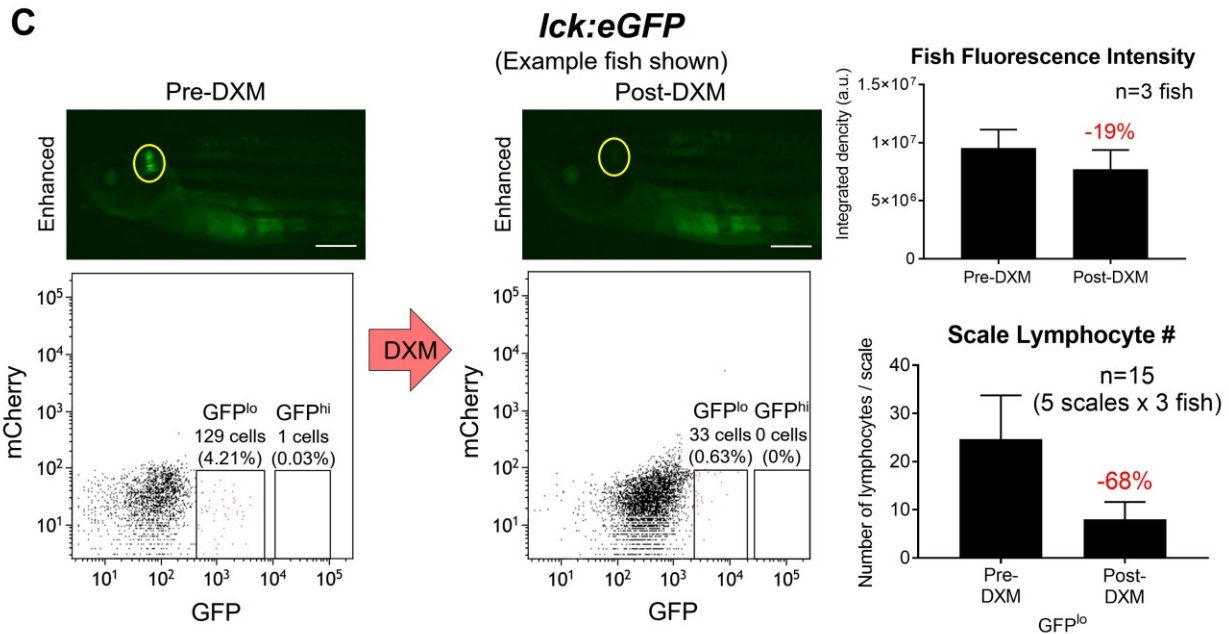 C
lck:eGFP
(Example fish shown)
Pre-DXM
Post-DXM
Enhanced
Enhanced
Fish Fluorescence Intensity
n=3 fish
-19%
Integrated dencity (a.u.)
1.5×10⁷
1×10⁷
5×10⁶
0
Pre-DXM
Post-DXM
mCherry
10⁵
10⁴
10³
10²
10¹
GFPˡᵒ
129 cells
(4.21%)
GFPʰⁱ
1 cells
(0.03%)
10¹ 10² 10³ 10⁴ 10⁵
GFP
DXM
mCherry
10⁵
10⁴
10³
10²
10¹
GFPˡᵒ
33 cells
(0.63%)
GFPʰⁱ
0 cells
(0%)
10¹ 10² 10³ 10⁴ 10⁵
GFP
Scale Lymphocyte #
n=15
(5 scales x 3 fish)
-68%
Number of lymphocytes / scale
40
30
20
10
0
Pre-
DXM
Post-
DXM
GFPˡᵒ